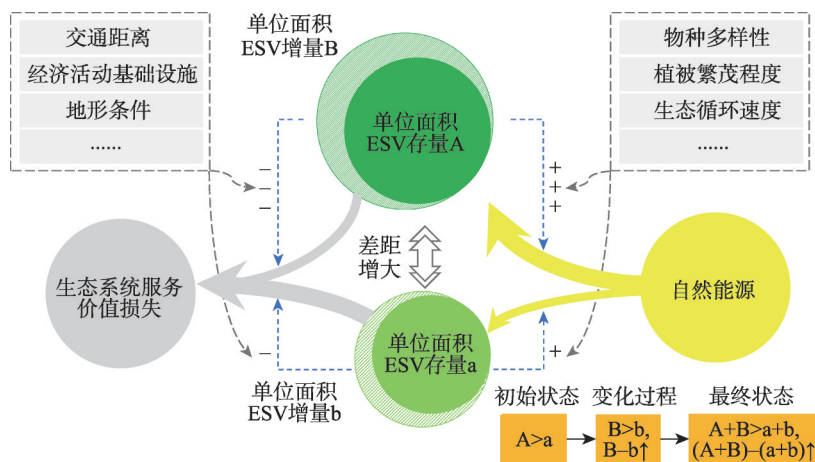 交通距离
经济活动基础设施
地形条件
......
单位面积
ESV增量B
单位面积
ESV存量A
物种多样性
植被繁茂程度
生态循环速度
......
–
–
–
+
+
+
差距
增大
生态系统服务
价值损失
自然能源
单位面积
ESV存量a
–
+
单位面积
ESV增量b
初始状态
变化过程
最终状态
A>a
B>b,
B–b↑
A+B>a+b,
(A+B)–(a+b)↑